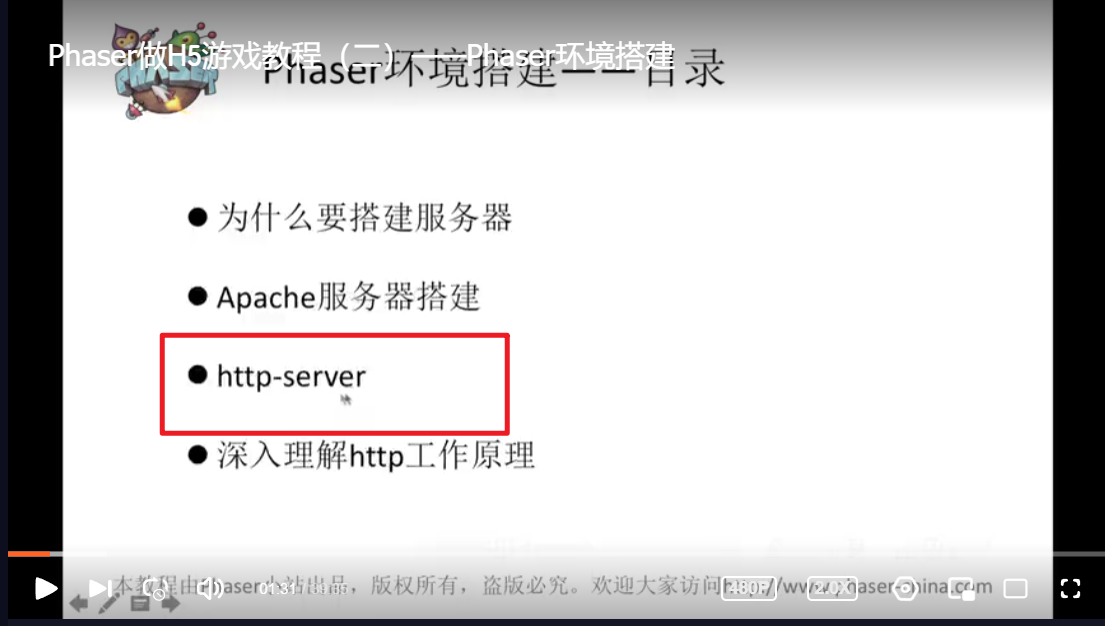 Phaser做H5游戏教程（二）——Phaser环境搭建
Phaser环境搭建——目录
PHASER
为什么要搭建服务器
Apache服务器搭建
http-server
深入理解http工作原理
本教程由Phaser小站出品，版权所有，盗版必究。欢迎大家访问http://www.phaser-china.com
01:31
480P
2.0X